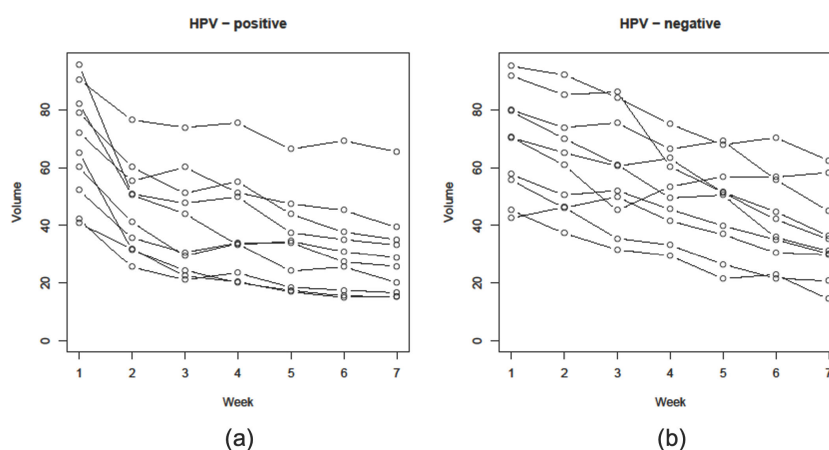 HPV − positive
Volume
0 20 40 60 80
1 2 3 4 5 6 7
Week
(a)
HPV − negative
Volume
0 20 40 60 80
1 2 3 4 5 6 7
Week
(b)